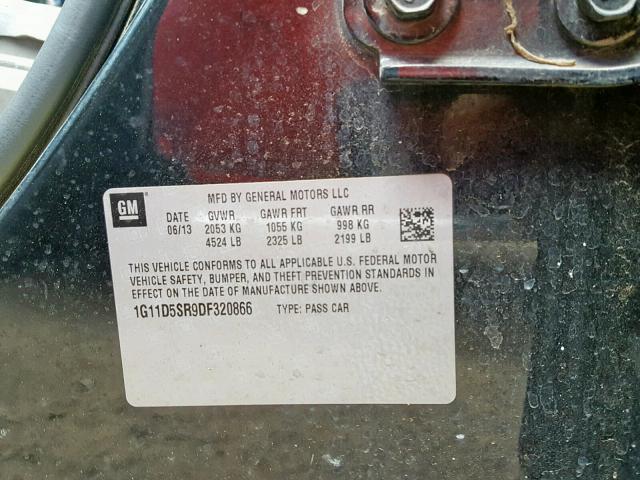 GM
MFD BY GENERAL MOTORS LLC
DATE GVWR GAWR FRT GAWR RR
06/13 2053 KG 1055 KG 998 KG
4524 LB 2325 LB 2199 LB
THIS VEHICLE CONFORMS TO ALL APPLICABLE U.S. FEDERAL MOTOR
VEHICLE SAFETY, BUMPER, AND THEFT PREVENTION STANDARDS IN
EFFECT ON THE DATE OF MANUFACTURE SHOWN ABOVE.
1G11D5SR9DF320866 TYPE: PASS CAR